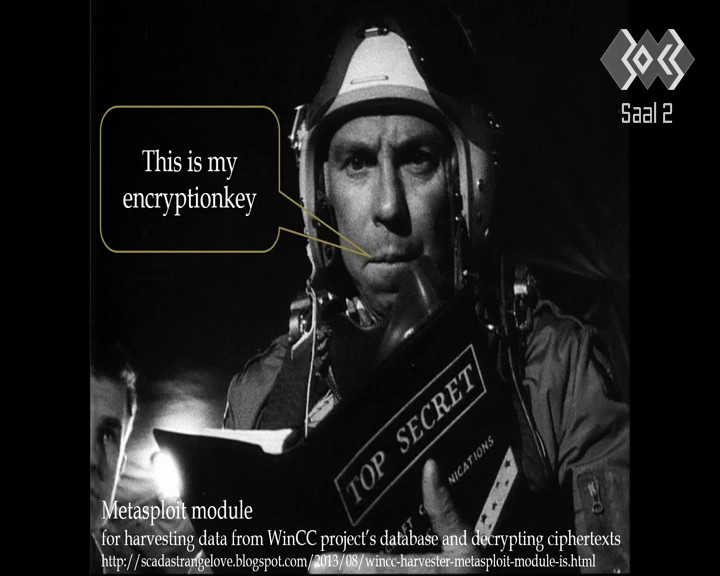 Saal 2
This is my
encryptionkey
TOP SECRET
NICATIONS
Metasploit module
for harvesting data from WinCC project's database and decrypting ciphertexts
http://scadastrangelove.blogspot.com/2013/08/wincc-harvester-metasploit-module-is.html